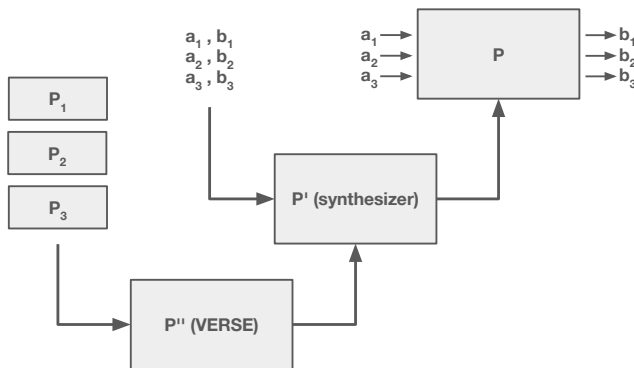 a1 , b1
a2 , b2
a3 , b3
a1
a2
a3
P
b1
b2
b3
P1
P2
P3
P' (synthesizer)
P'' (VERSE)